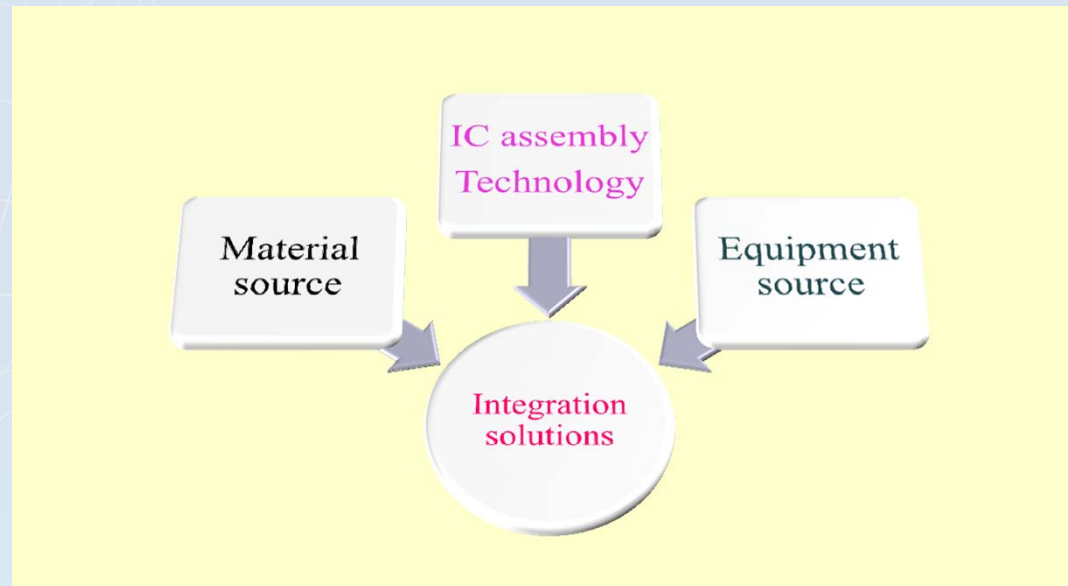 IC assembly
Technology
Material
source
Equipment
source
Integration
solutions